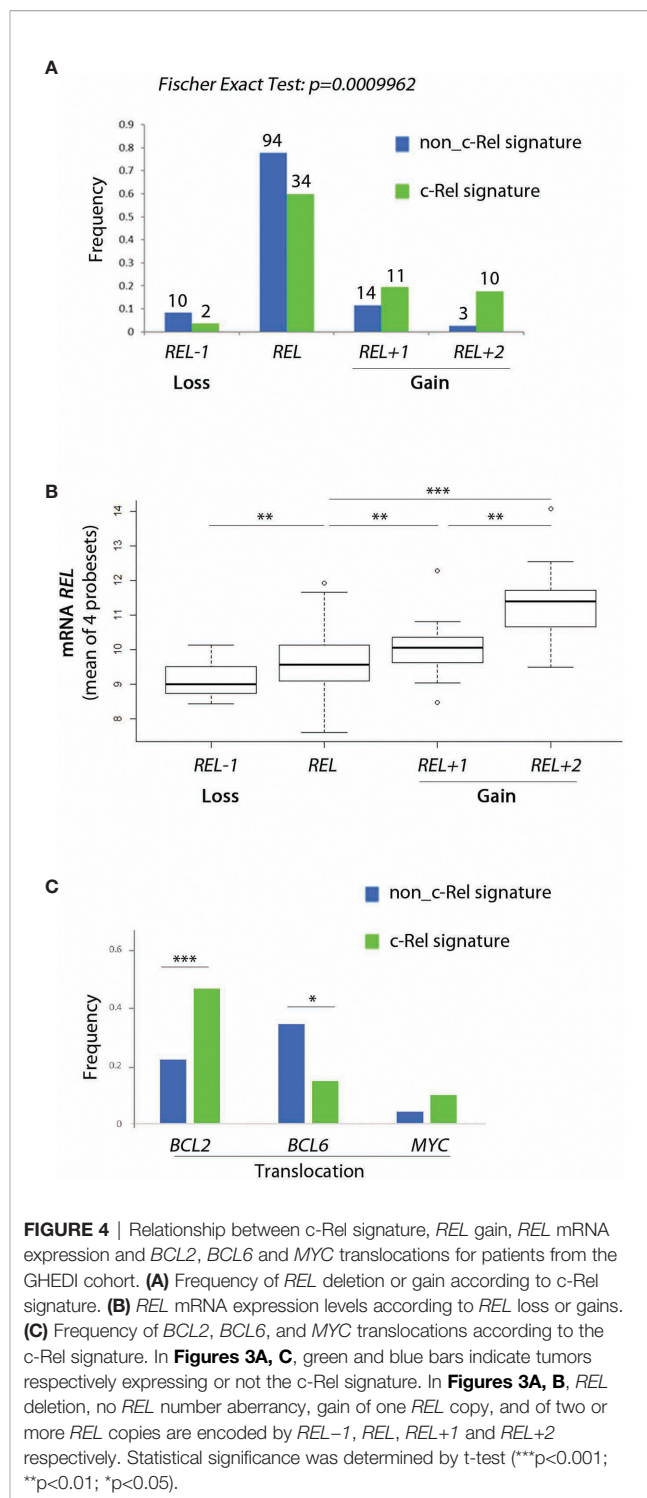 A
Fischer Exact Test: p=0.0009962
non_c-Rel signature
c-Rel signature
Frequency
0.9
0.8
0.7
0.6
0.5
0.4
0.3
0.2
0.1
0
10 2
94 34
14 11
3 10
REL-1 REL REL+1 REL+2
Loss Gain
B
mRNA REL
(mean of 4 probesets)
14
13
12
11
10
9
8
** *** ** **
REL-1 REL REL+1 REL+2
Loss Gain
C
non_c-Rel signature
c-Rel signature
Frequency
0.6
0.4
0.2
0
*** *
BCL2 BCL6 MYC
Translocation
FIGURE 4 | Relationship between c-Rel signature, REL gain, REL mRNA
expression and BCL2, BCL6 and MYC translocations for patients from the
GHEDI cohort. (A) Frequency of REL deletion or gain according to c-Rel
signature. (B) REL mRNA expression levels according to REL loss or gains.
(C) Frequency of BCL2, BCL6, and MYC translocations according to the
c-Rel signature. In Figures 3A, C, green and blue bars indicate tumors
respectively expressing or not the c-Rel signature. In Figures 3A, B, REL
deletion, no REL number aberrancy, gain of one REL copy, and of two or
more REL copies are encoded by REL−1, REL, REL+1 and REL+2
respectively. Statistical significance was determined by t-test (***p<0.001;
**p<0.01; *p<0.05).